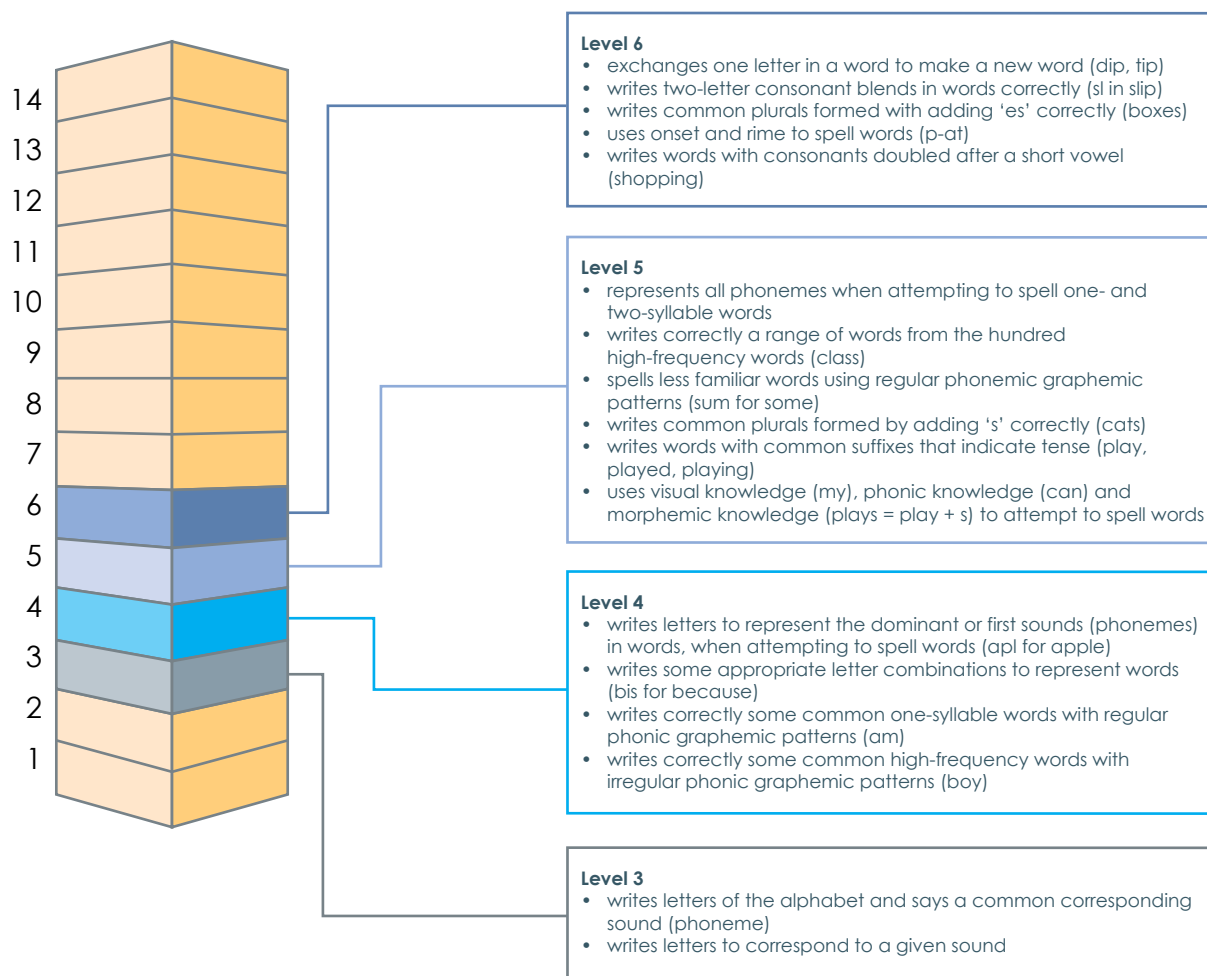 14
13
12
11
10
9
8
7
6
5
4
3
2
1
Level 6
• exchanges one letter in a word to make a new word (dip, tip)
• writes two-letter consonant blends in words correctly (sl in slip)
• writes common plurals formed with adding ‘es’ correctly (boxes)
• uses onset and rime to spell words (p-at)
• writes words with consonants doubled after a short vowel
(shopping)
Level 5
• represents all phonemes when attempting to spell one- and
two-syllable words
• writes correctly a range of words from the hundred
high-frequency words (class)
• spells less familiar words using regular phonemic graphemic
patterns (sum for some)
• writes common plurals formed by adding ‘s’ correctly (cats)
• writes words with common suffixes that indicate tense (play,
played, playing)
• uses visual knowledge (my), phonic knowledge (can) and
morphemic knowledge (plays = play + s) to attempt to spell words
Level 4
• writes letters to represent the dominant or first sounds (phonemes)
in words, when attempting to spell words (apl for apple)
• writes some appropriate letter combinations to represent words
(bis for because)
• writes correctly some common one-syllable words with regular
phonic graphemic patterns (am)
• writes correctly some common high-frequency words with
irregular phonic graphemic patterns (boy)
Level 3
• writes letters of the alphabet and says a common corresponding
sound (phoneme)
• writes letters to correspond to a given sound